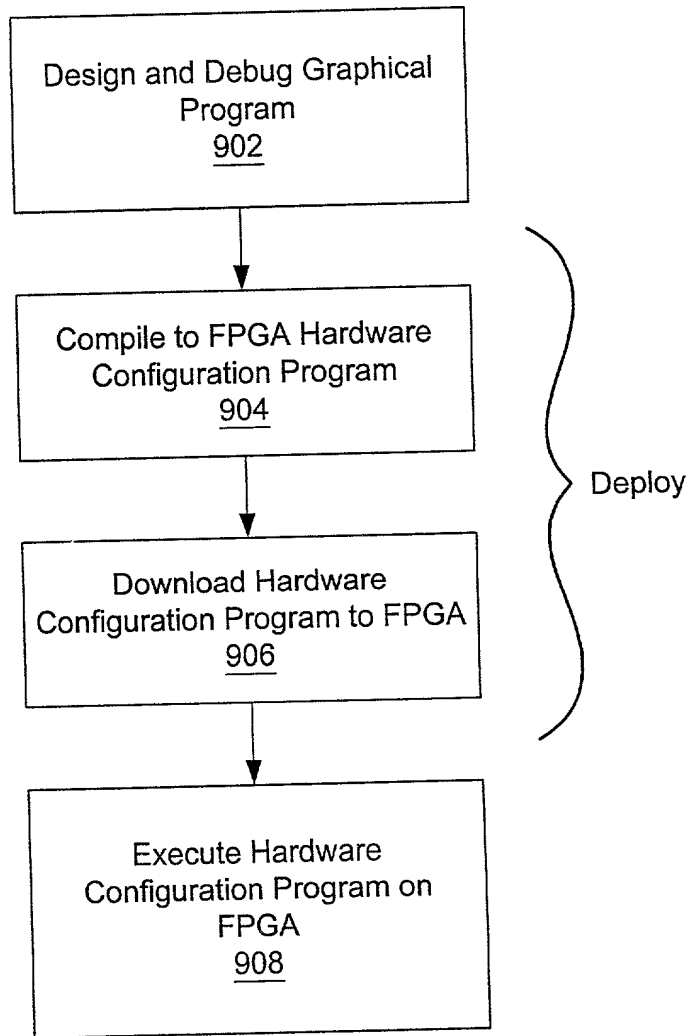 Design and Debug Graphical
Program
902
Compile to FPGA Hardware
Configuration Program
904
Deploy
Download Hardware
Configuration Program to FPGA
906
Execute Hardware
Configuration Program on
FPGA
908